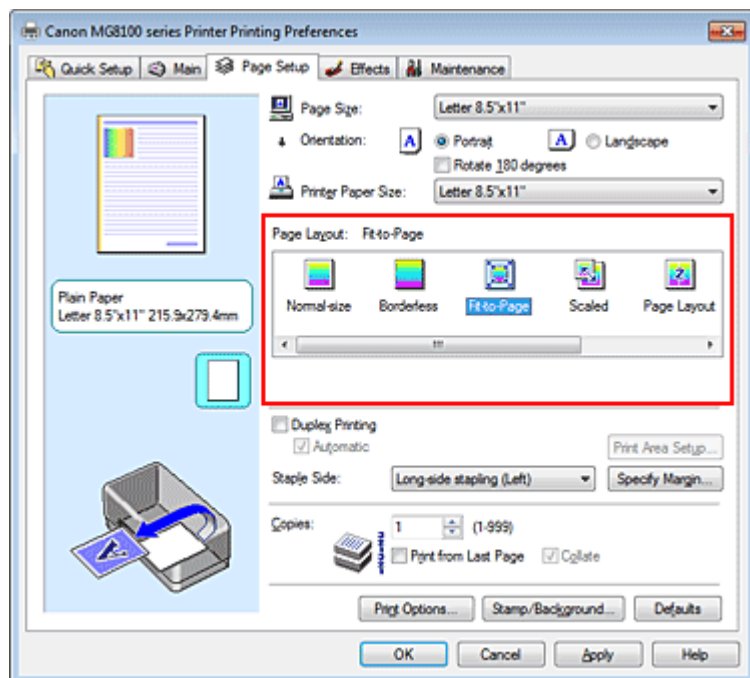 Canon MG8100 series Printer Printing Preferences
Quick Setup Main Page Setup Effects Maintenance
Page Size: Letter 8.5"x11"
Orientation: A Portrait A Landscape
Rotate 180 degrees
Printer Paper Size: Letter 8.5"x11"
Page Layout: Fit-to-Page
Normal-size Borderless Fit-to-Page Scaled Page Layout
Plain Paper
Letter 8.5"x11" 215.9x279.4mm
Duplex Printing
Automatic
Print Area Setup...
Staple Side: Long-side stapling (Left) Specify Margin...
Copies: 1 (1-999)
Print from Last Page Collate
Print Options... Stamp/Background... Defaults
OK Cancel Apply Help